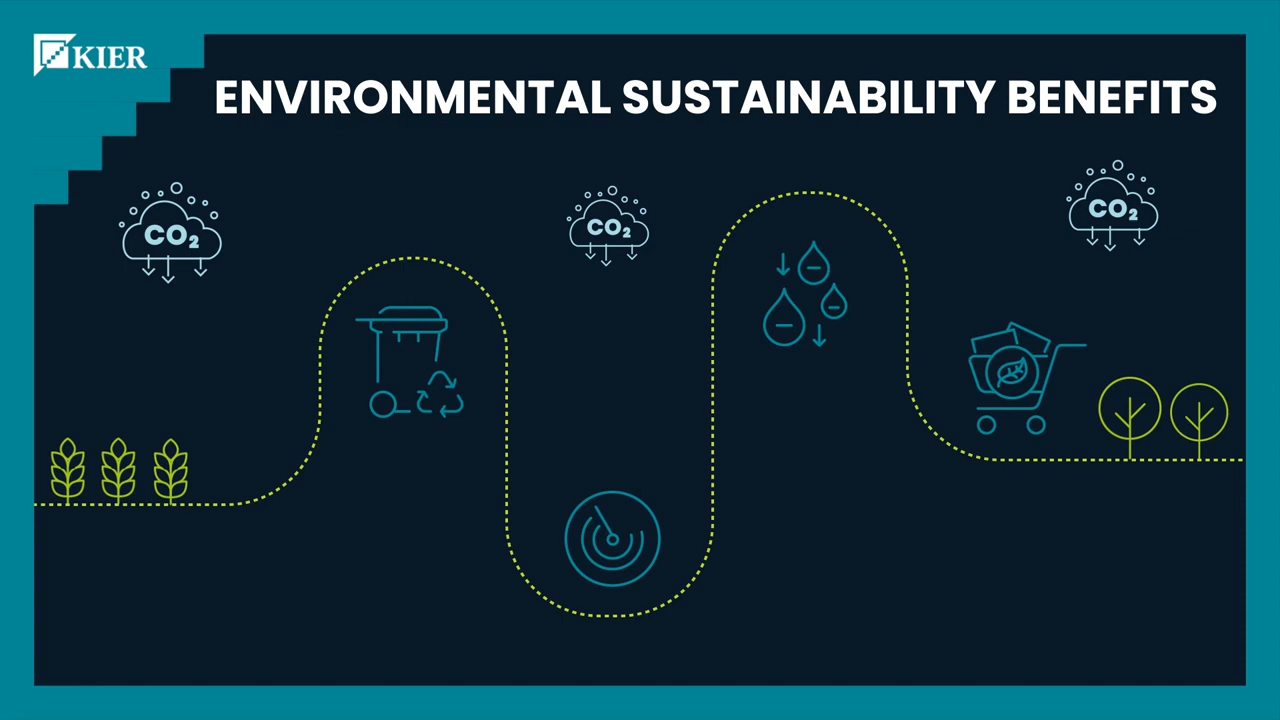 KIER
ENVIRONMENTAL SUSTAINABILITY BENEFITS
CO₂
CO₂
CO₂